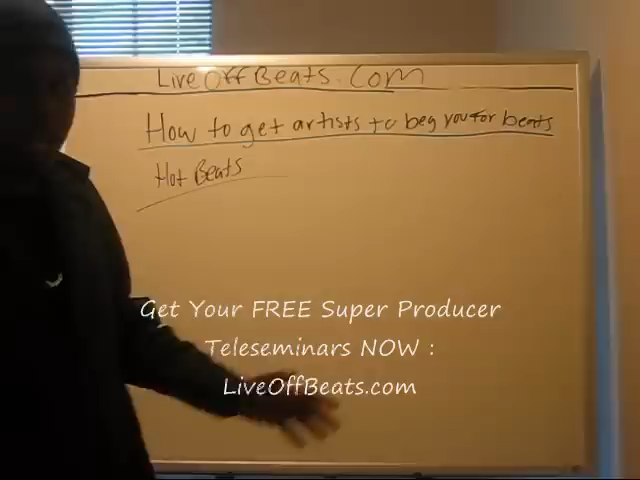 LiveOffBeats.Com
How to get artists to beg you for beats
Hot Beats
Get Your FREE Super Producer
Teleseminars NOW :
LiveOffBeats.com